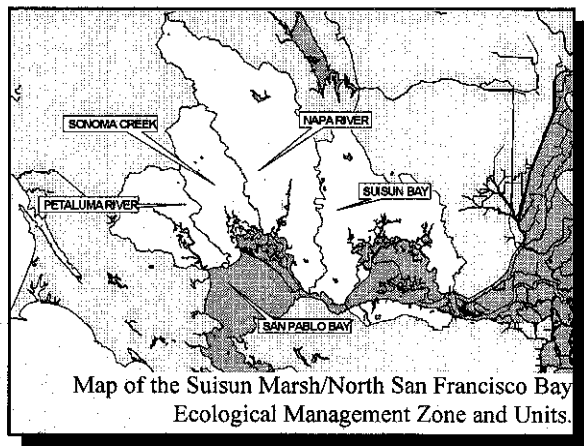 SONOMA CREEK
NAPA RIVER
SUISUN BAY
PETALUMA RIVER
SAN PABLO BAY
Map of the Suisun Marsh/North San Francisco Bay
Ecological Management Zone and Units.